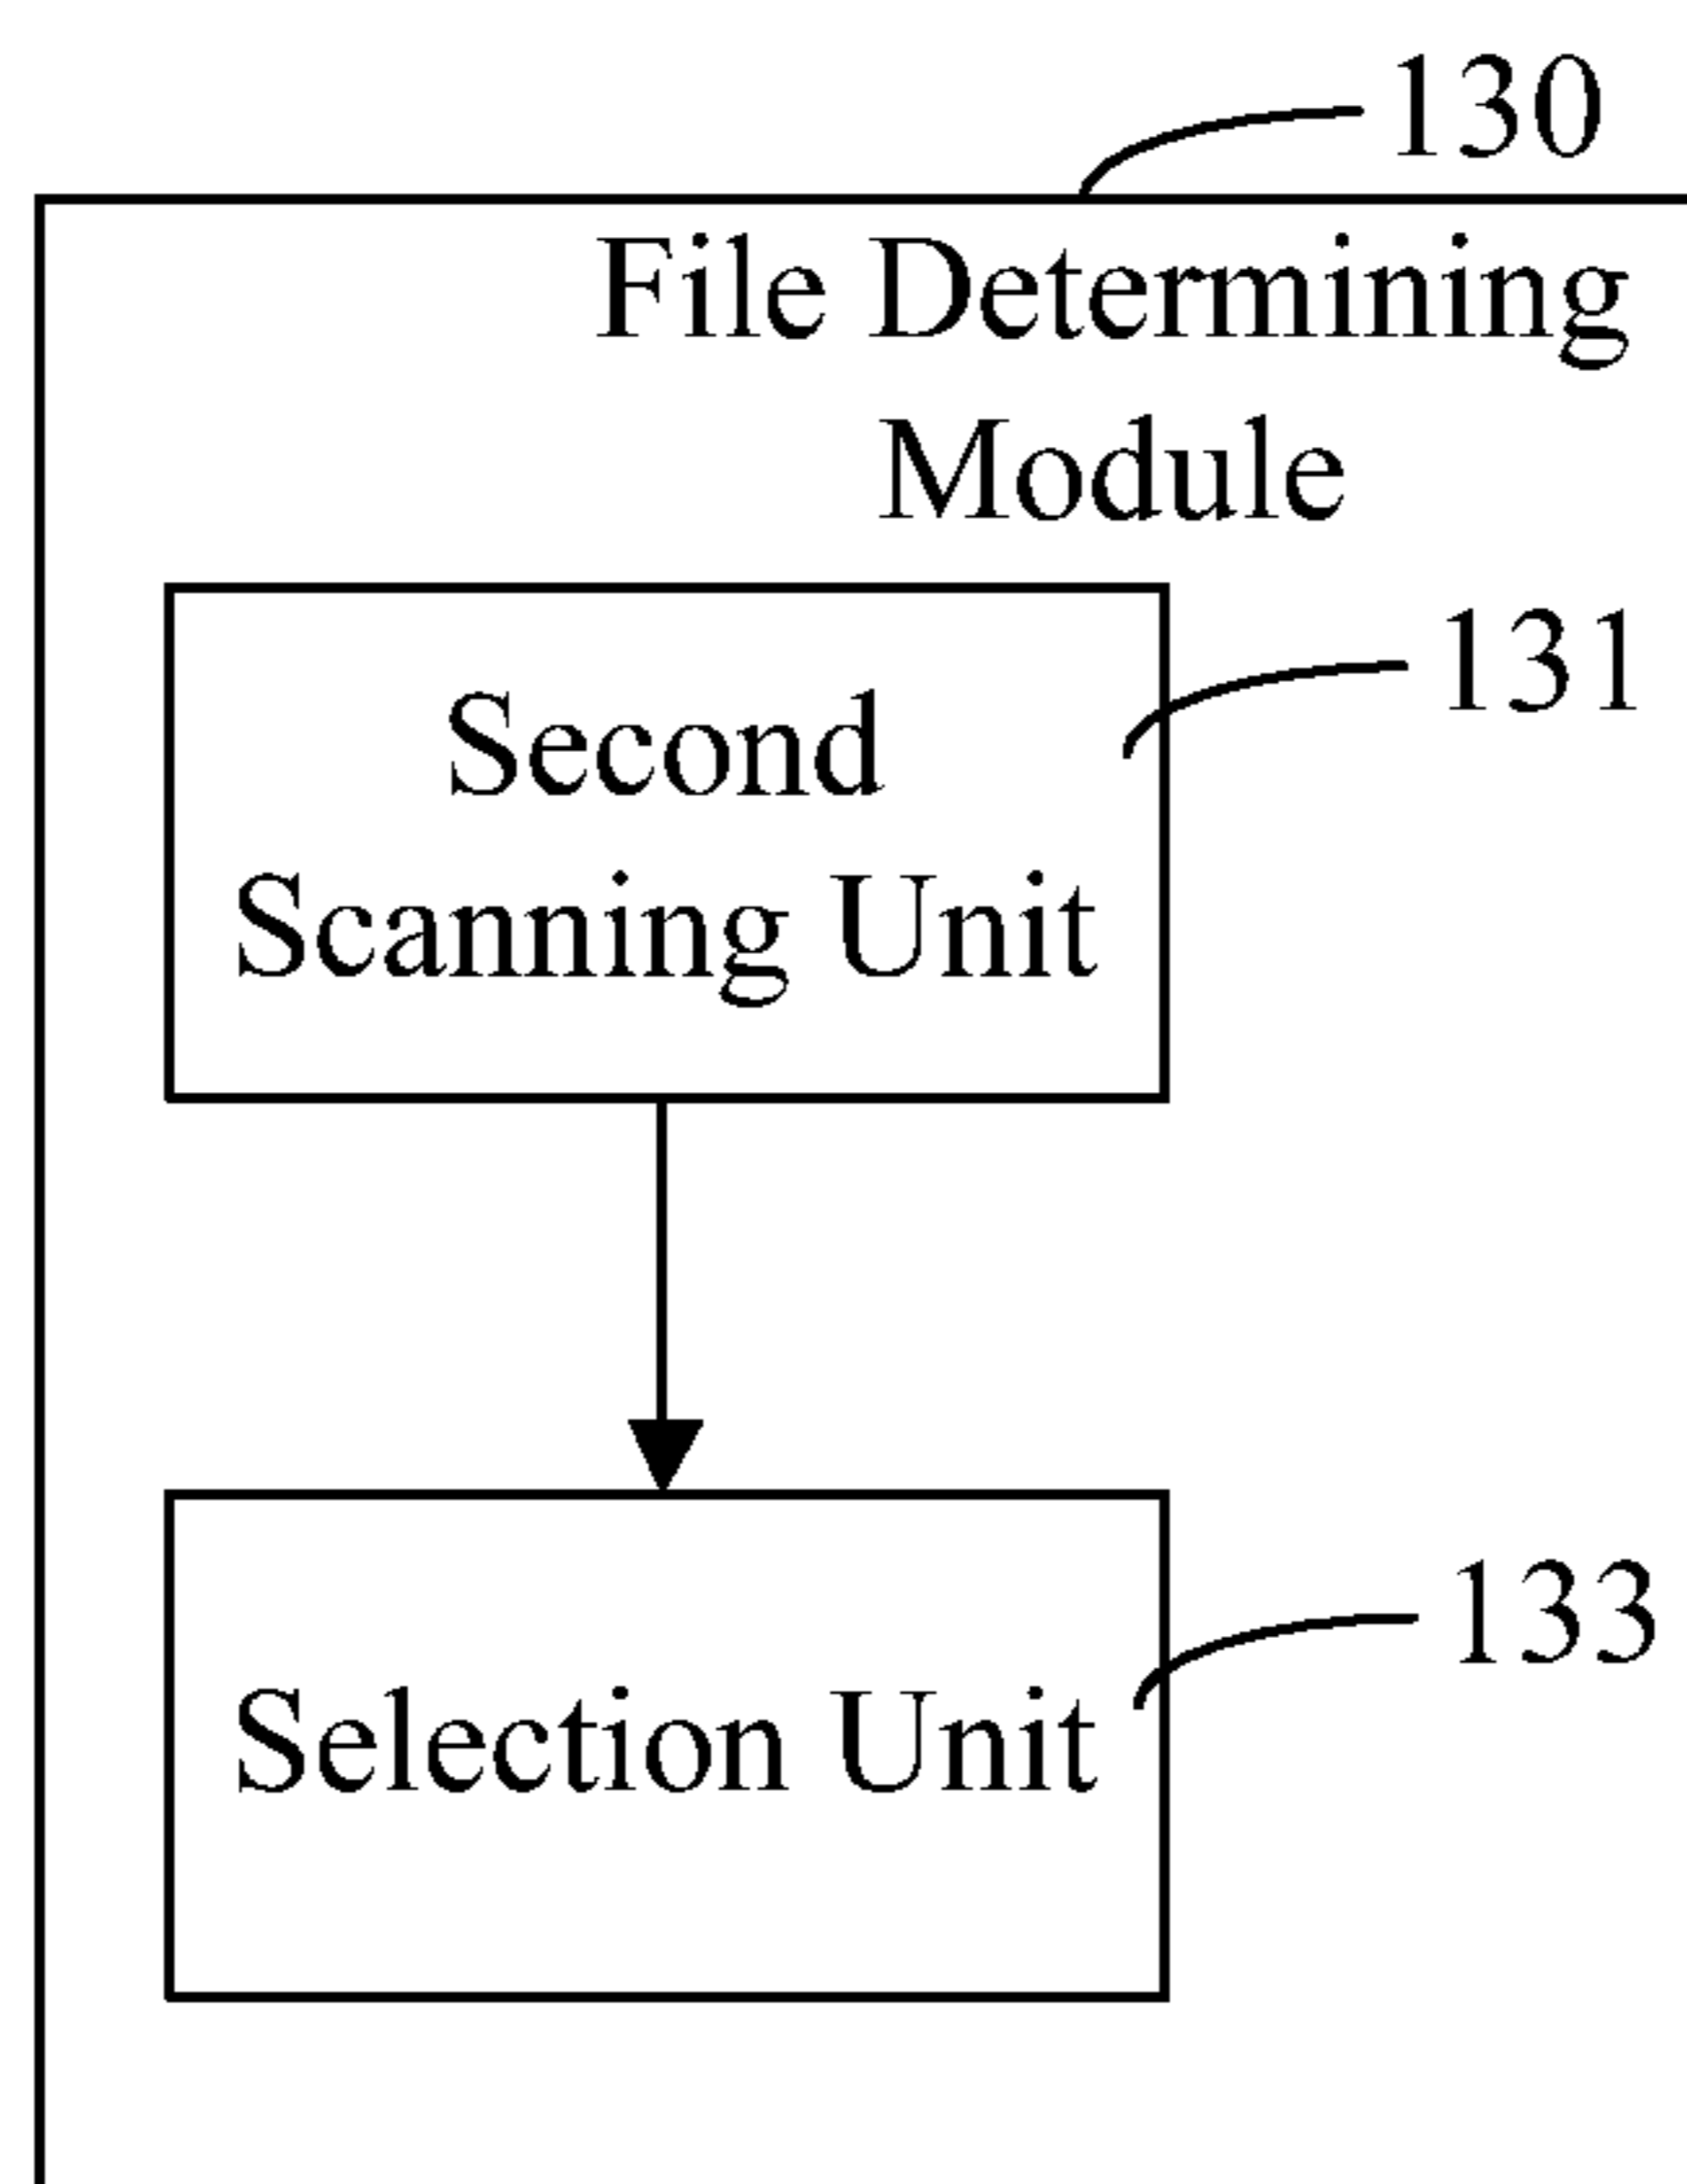 130
File Determining
Module
131
Second
Scanning Unit
133
Selection Unit